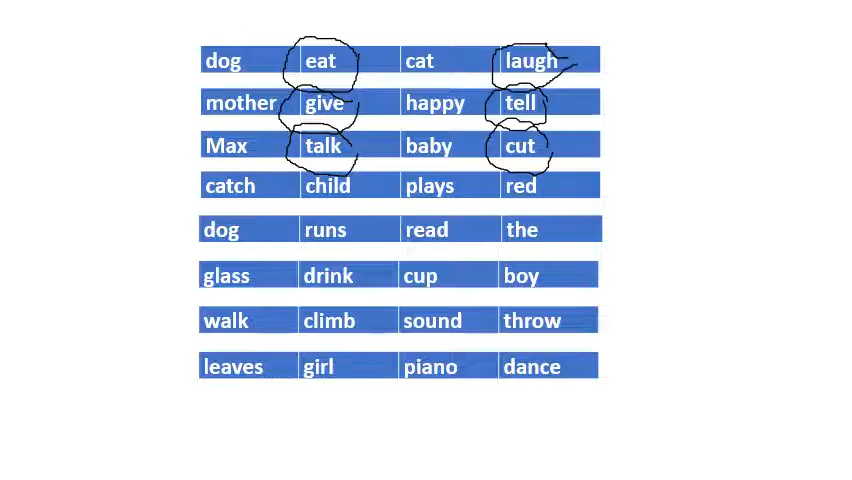 dog eat cat laugh
mother give happy tell
Max talk baby cut
catch child plays red
dog runs read the
glass drink cup boy
walk climb sound throw
leaves girl piano dance